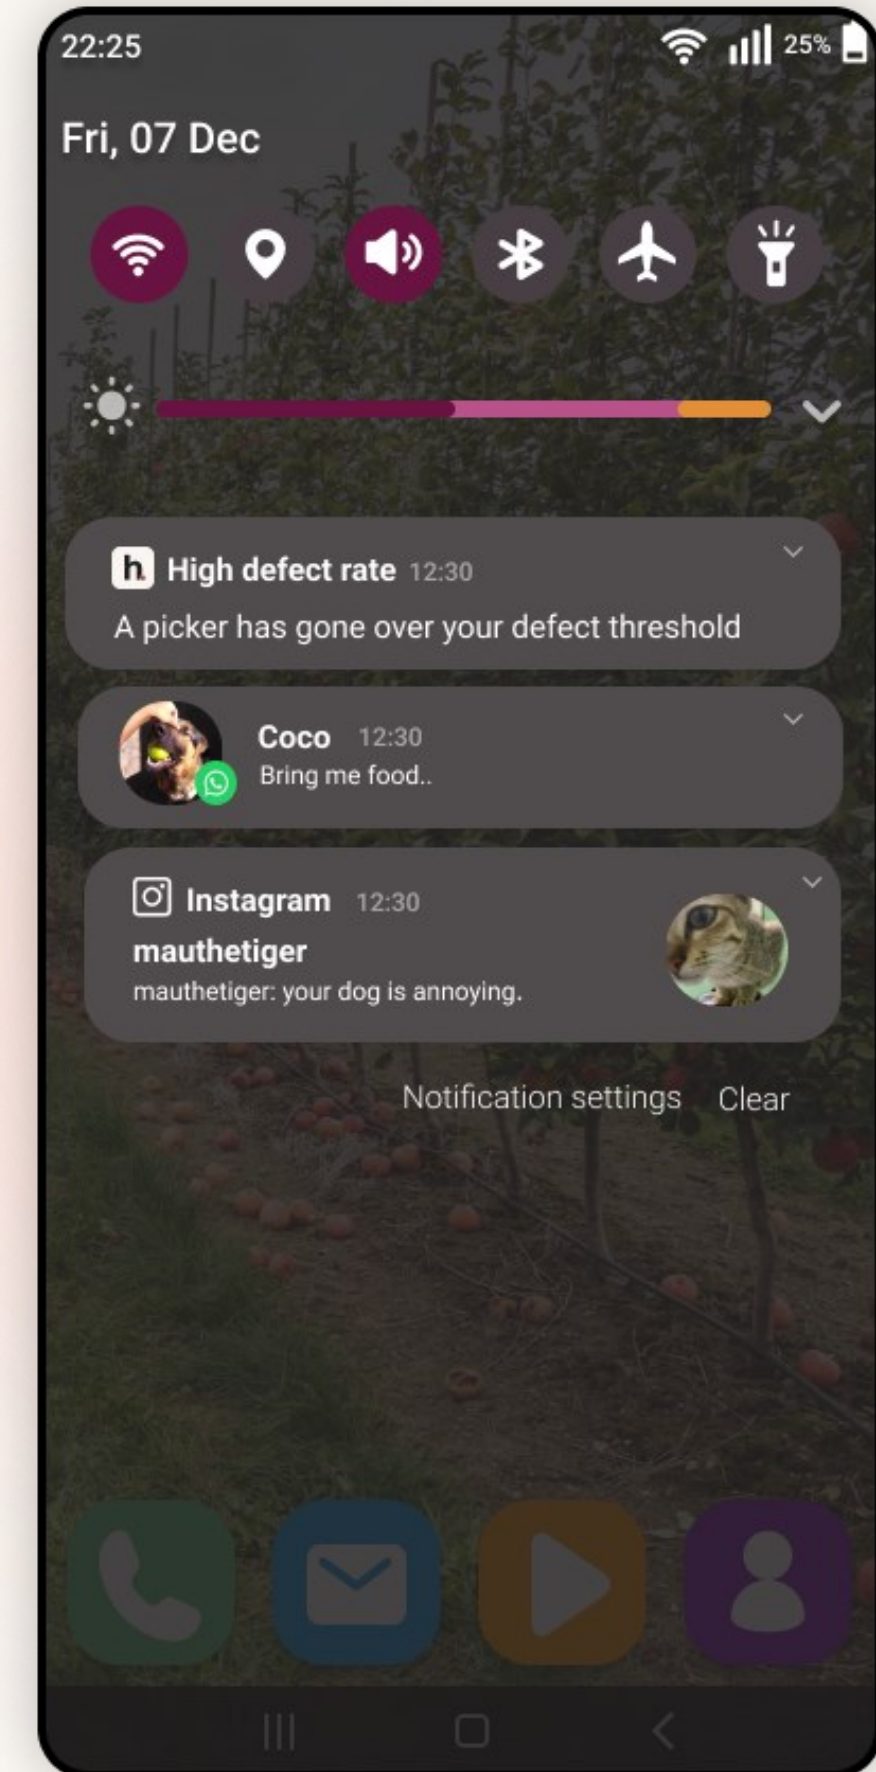 22:25
25%
Fri, 07 Dec
h. High defect rate 12:30
A picker has gone over your defect threshold
Coco 12:30
Bring me food..
Instagram 12:30
mauthetiger
mauthetiger: your dog is annoying.
Notification settings Clear